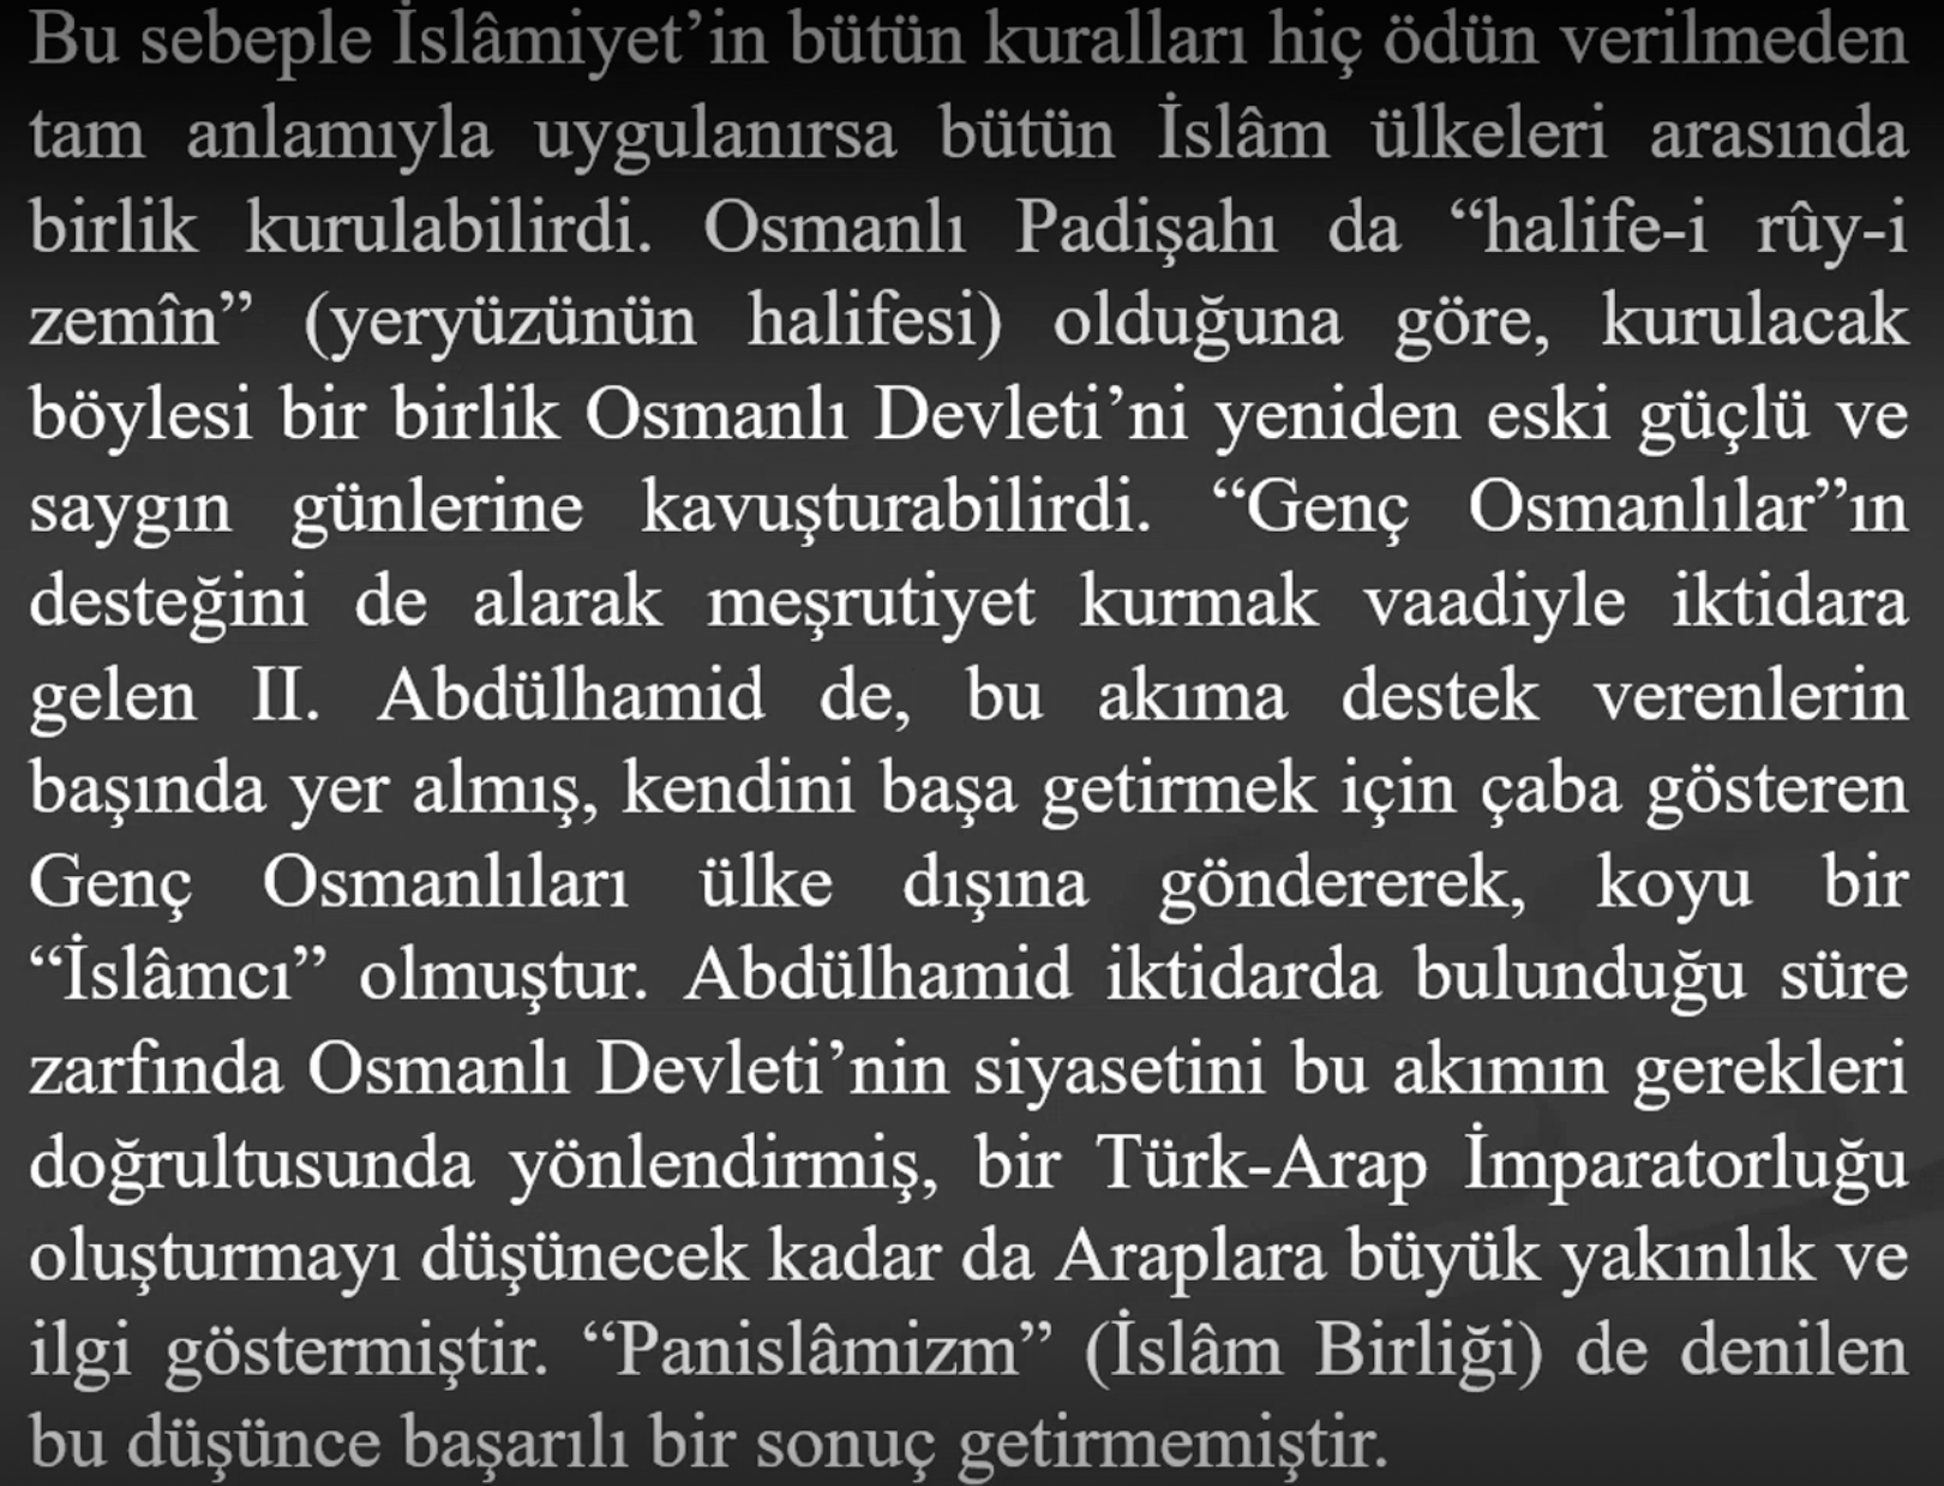 Bu sebeple İslâmiyet’in bütün kuralları hiç ödün verilmeden
tam anlamıyla uygulanırsa bütün İslâm ülkeleri arasında
birlik kurulabilirdi. Osmanlı Padişahı da “halife-i rûy-i
zemîn” (yeryüzünün halifesi) olduğuna göre, kurulacak
böylesi bir birlik Osmanlı Devleti’ni yeniden eski güçlü ve
saygın günlerine kavuşturabilirdi. “Genç Osmanlılar”ın
desteğini de alarak meşrutiyet kurmak vaadiyle iktidara
gelen II. Abdülhamid de, bu akıma destek verenlerin
başında yer almış, kendini başa getirmek için çaba gösteren
Genç Osmanlıları ülke dışına göndererek, koyu bir
“İslâmcı” olmuştur. Abdülhamid iktidarda bulunduğu süre
zarfında Osmanlı Devleti’nin siyasetini bu akımın gerekleri
doğrultusunda yönlendirmiş, bir Türk-Arap İmparatorluğu
oluşturmayı düşünecek kadar da Araplara büyük yakınlık ve
ilgi göstermiştir. “Panislâmizm” (İslâm Birliği) de denilen
bu düşünce başarılı bir sonuç getirmemiştir.